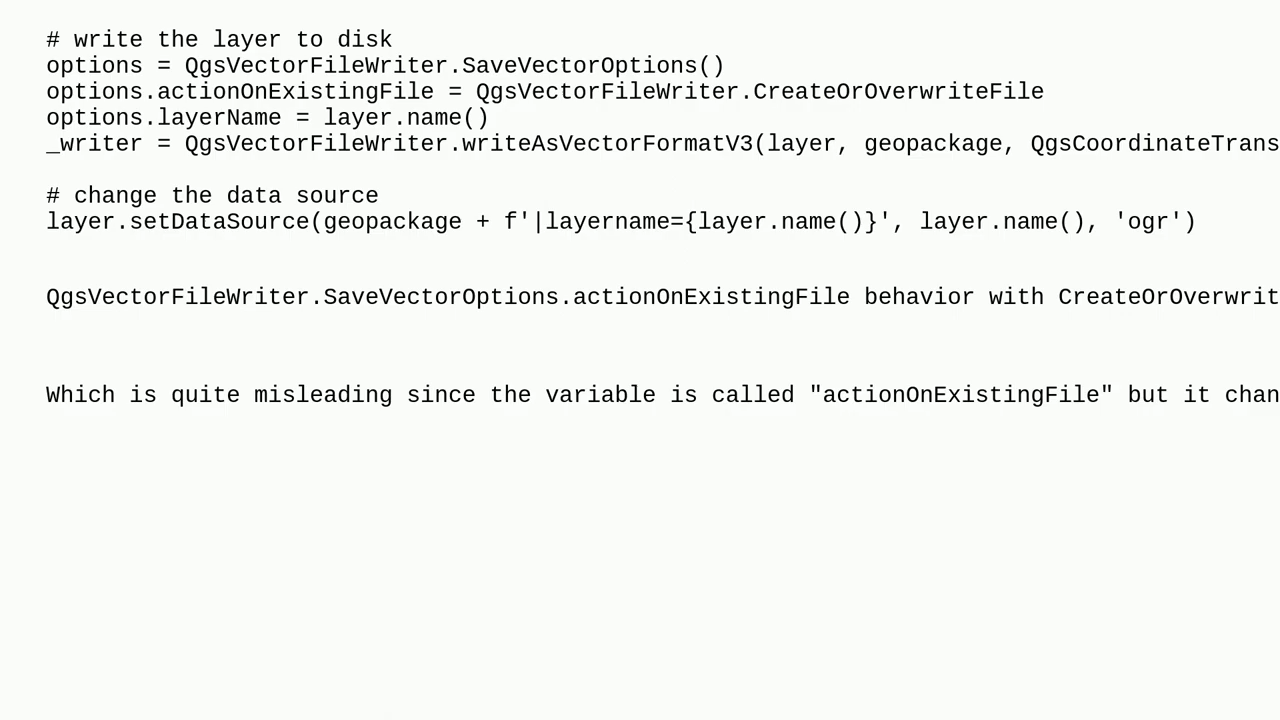 # write the layer to disk
options = QgsVectorFileWriter.SaveVectorOptions()
options.actionOnExistingFile = QgsVectorFileWriter.CreateOrOverwriteFile
options.layerName = layer.name()
_writer = QgsVectorFileWriter.writeAsVectorFormatV3(layer, geopackage, QgsCoordinateTrans
# change the data source
layer.setDataSource(geopackage + f'|layername={layer.name()}', layer.name(), 'ogr')
QgsVectorFileWriter.SaveVectorOptions.actionOnExistingFile behavior with CreateOrOverwrit
Which is quite misleading since the variable is called "actionOnExistingFile" but it chan